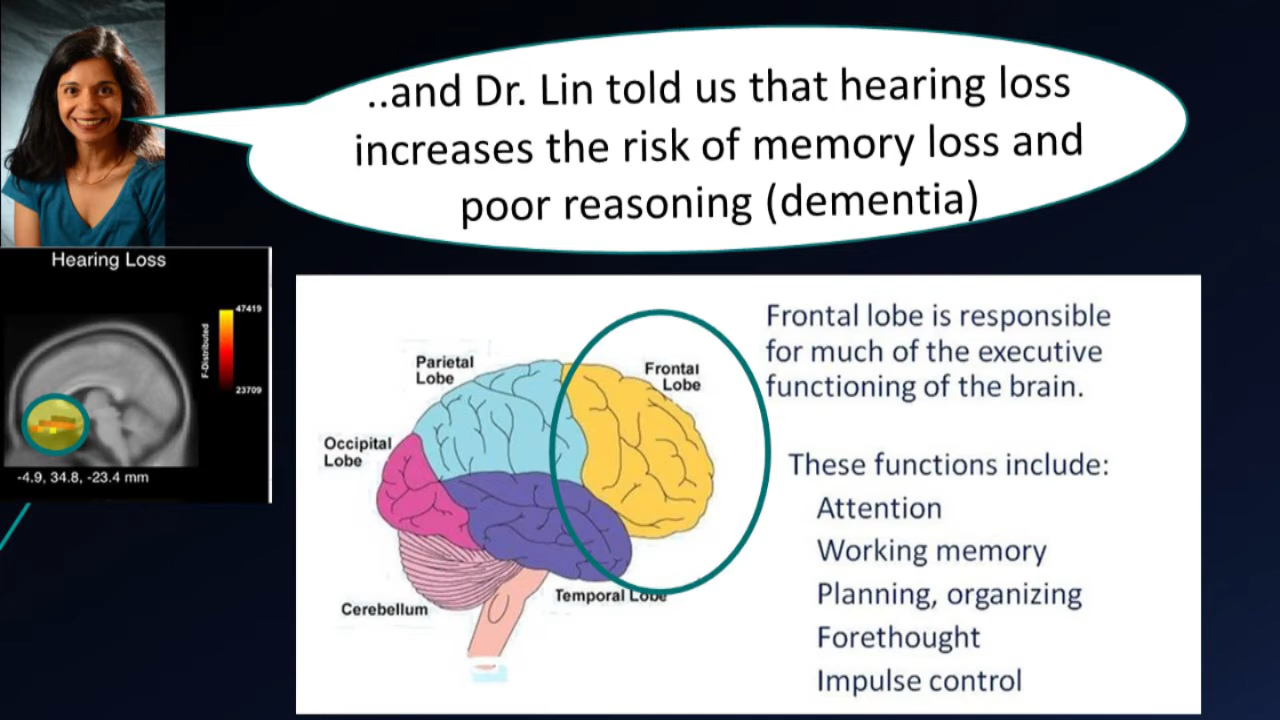 ..and Dr. Lin told us that hearing loss
increases the risk of memory loss and
poor reasoning (dementia)
Hearing Loss
47419
F-Distributed
23709
-4.9, 34.8, -23.4 mm
Parietal
Lobe
Frontal
Lobe
Occipital
Lobe
Cerebellum
Temporal Lobe
Frontal lobe is responsible
for much of the executive
functioning of the brain.
These functions include:
Attention
Working memory
Planning, organizing
Forethought
Impulse control